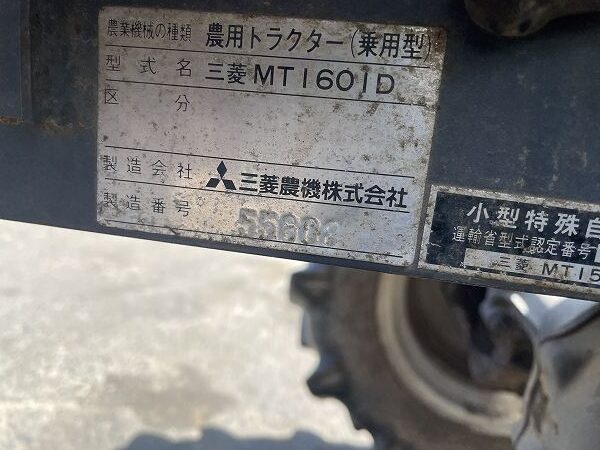 農業機械の種類 農用トラクター(乗用型)
型式名 三菱MT1601D
区分
製造会社 三菱農機株式会社
製造番号
小型特殊自
運輸省型式認定番号
三菱 MT15